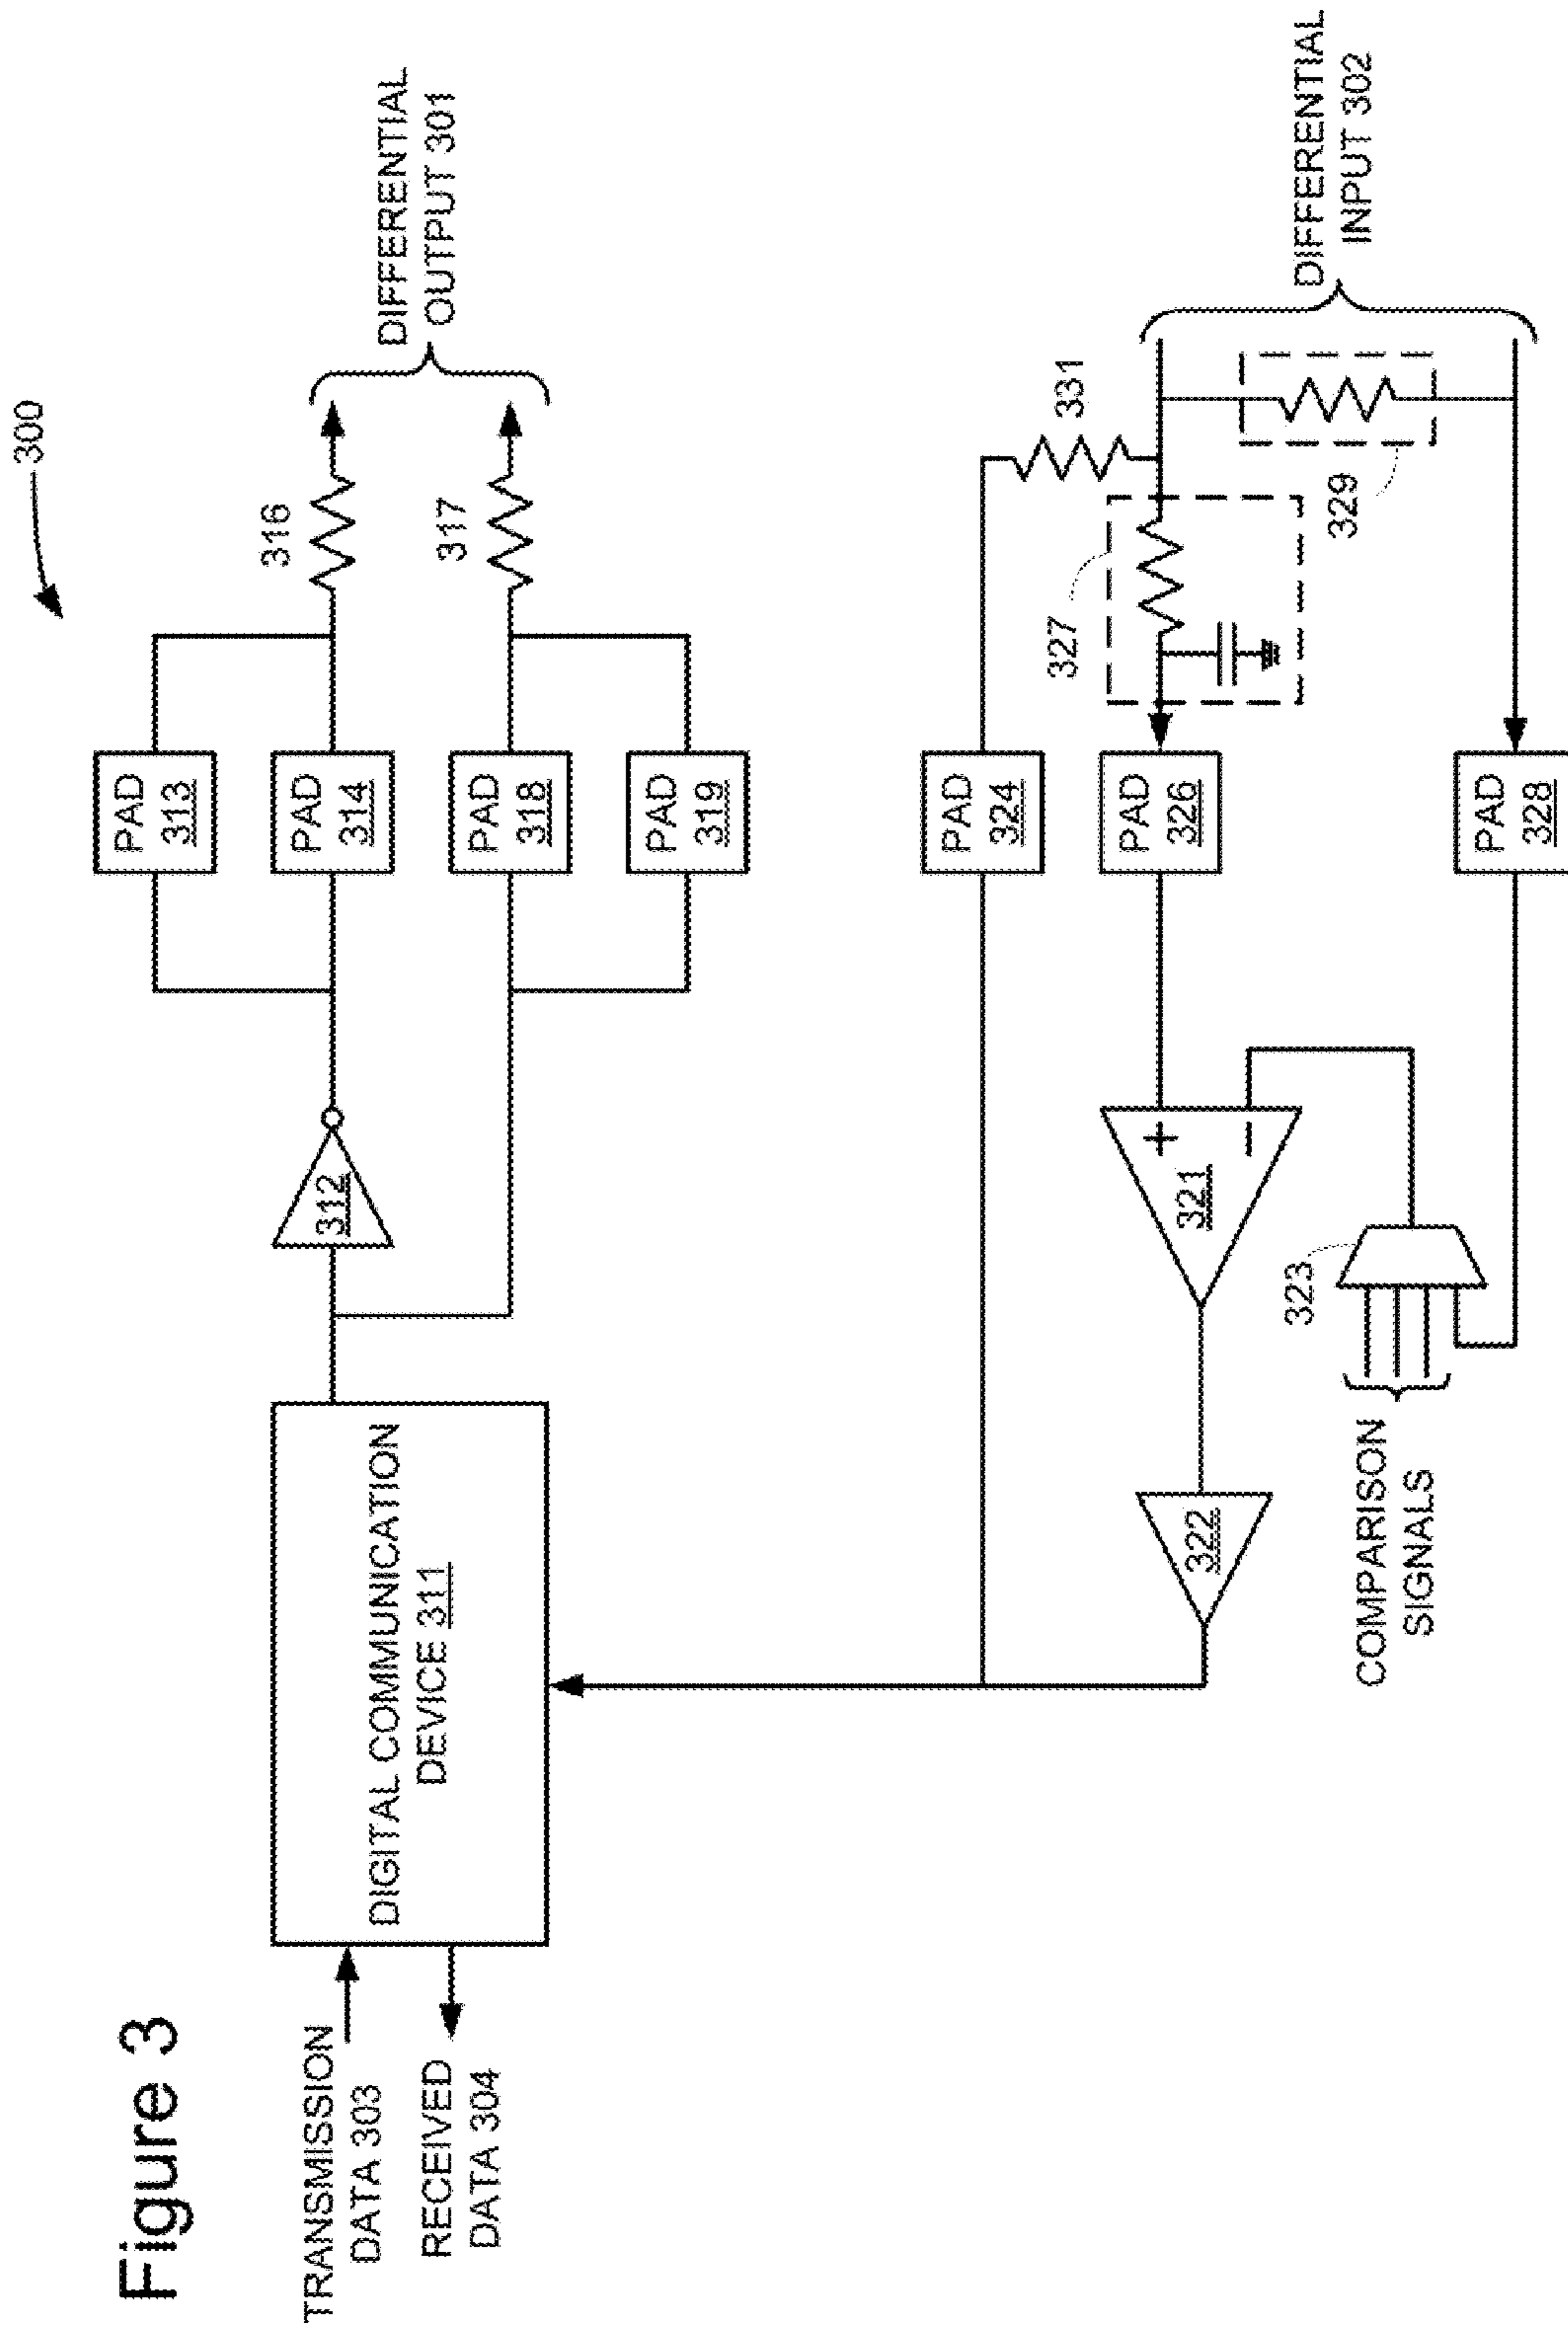 Figure 3
300
TRANSMISSION
DATA 303
RECEIVED
DATA 304
DIGITAL COMMUNICATION
DEVICE 311
312
PAD
313
PAD
314
PAD
318
PAD
319
316
317
DIFFERENTIAL
OUTPUT 301
322
321
+
−
323
COMPARISON
SIGNALS
PAD
324
PAD
326
PAD
328
327
331
329
DIFFERENTIAL
INPUT 302